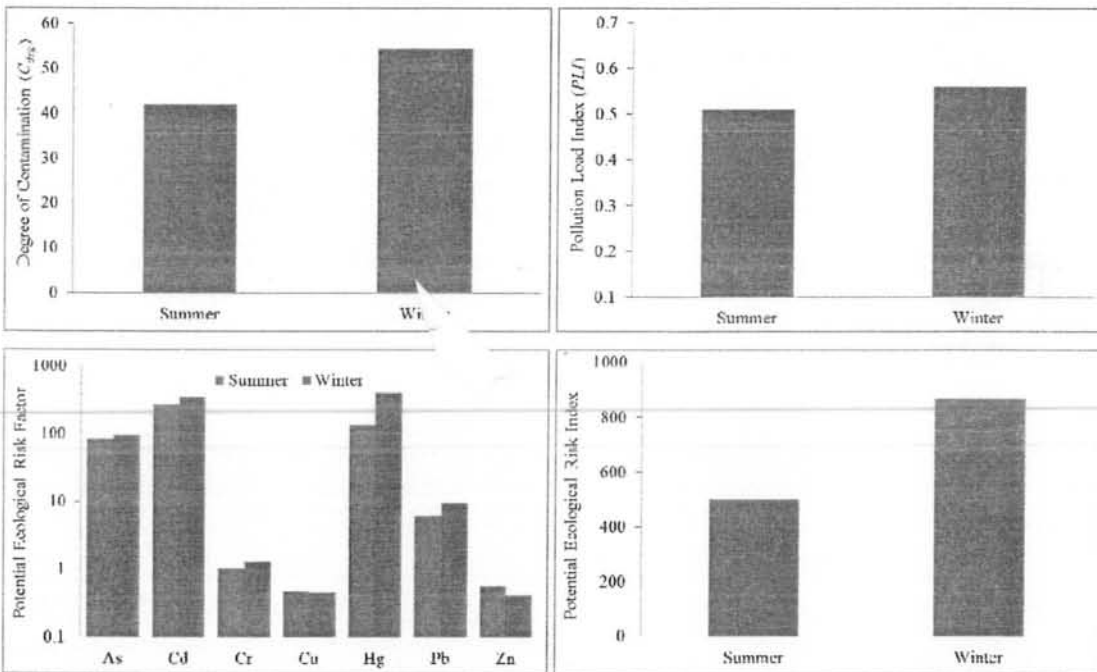 Degree of Contamination (C_deg)
60
50
40
30
20
10
0
Summer
Pollution Load Index (PLI)
0.7
0.6
0.5
0.4
0.3
0.2
0.1
Summer
Winter
Potential Ecological Risk Factor
1000
100
10
1
0.1
Summer
Winter
As
Cd
Cr
Cu
Hg
Pb
Zn
Potential Ecological Risk Index
1000
800
600
400
200
0
Summer
Winter